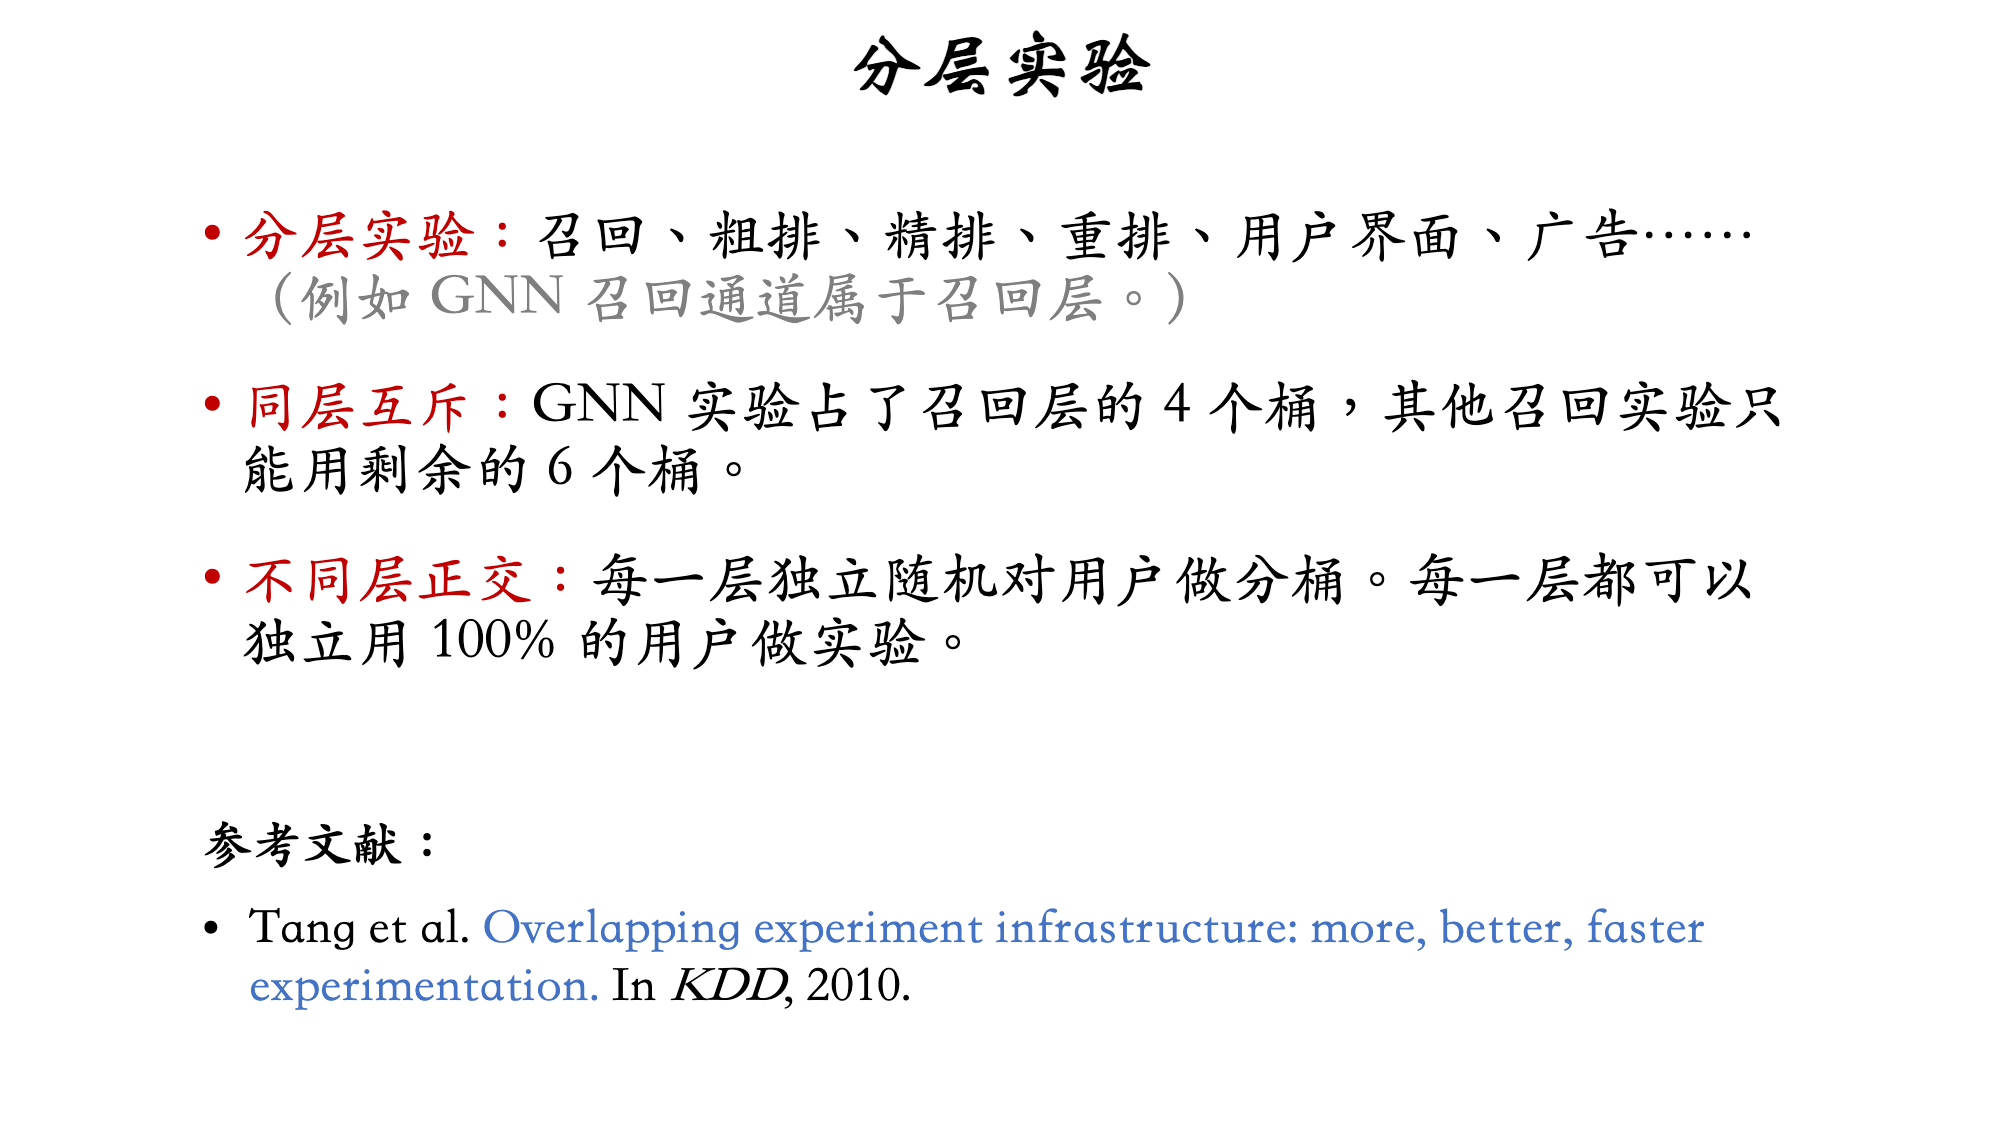 分层实验
• 分层实验：召回、粗排、精排、重排、用户界面、广告……
（例如 GNN 召回通道属于召回层。）
• 同层互斥：GNN 实验占了召回层的 4 个桶，其他召回实验只
能用剩余的 6 个桶。
• 不同层正交：每一层独立随机对用户做分桶。每一层都可以
独立用 100% 的用户做实验。
参考文献：
• Tang et al. Overlapping experiment infrastructure: more, better, faster
experimentation. In KDD, 2010.